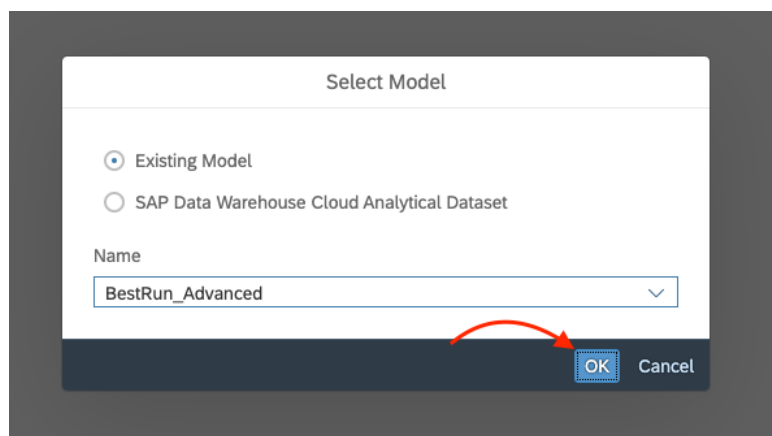 Select Model
Existing Model
SAP Data Warehouse Cloud Analytical Dataset
Name
BestRun_Advanced
OK Cancel